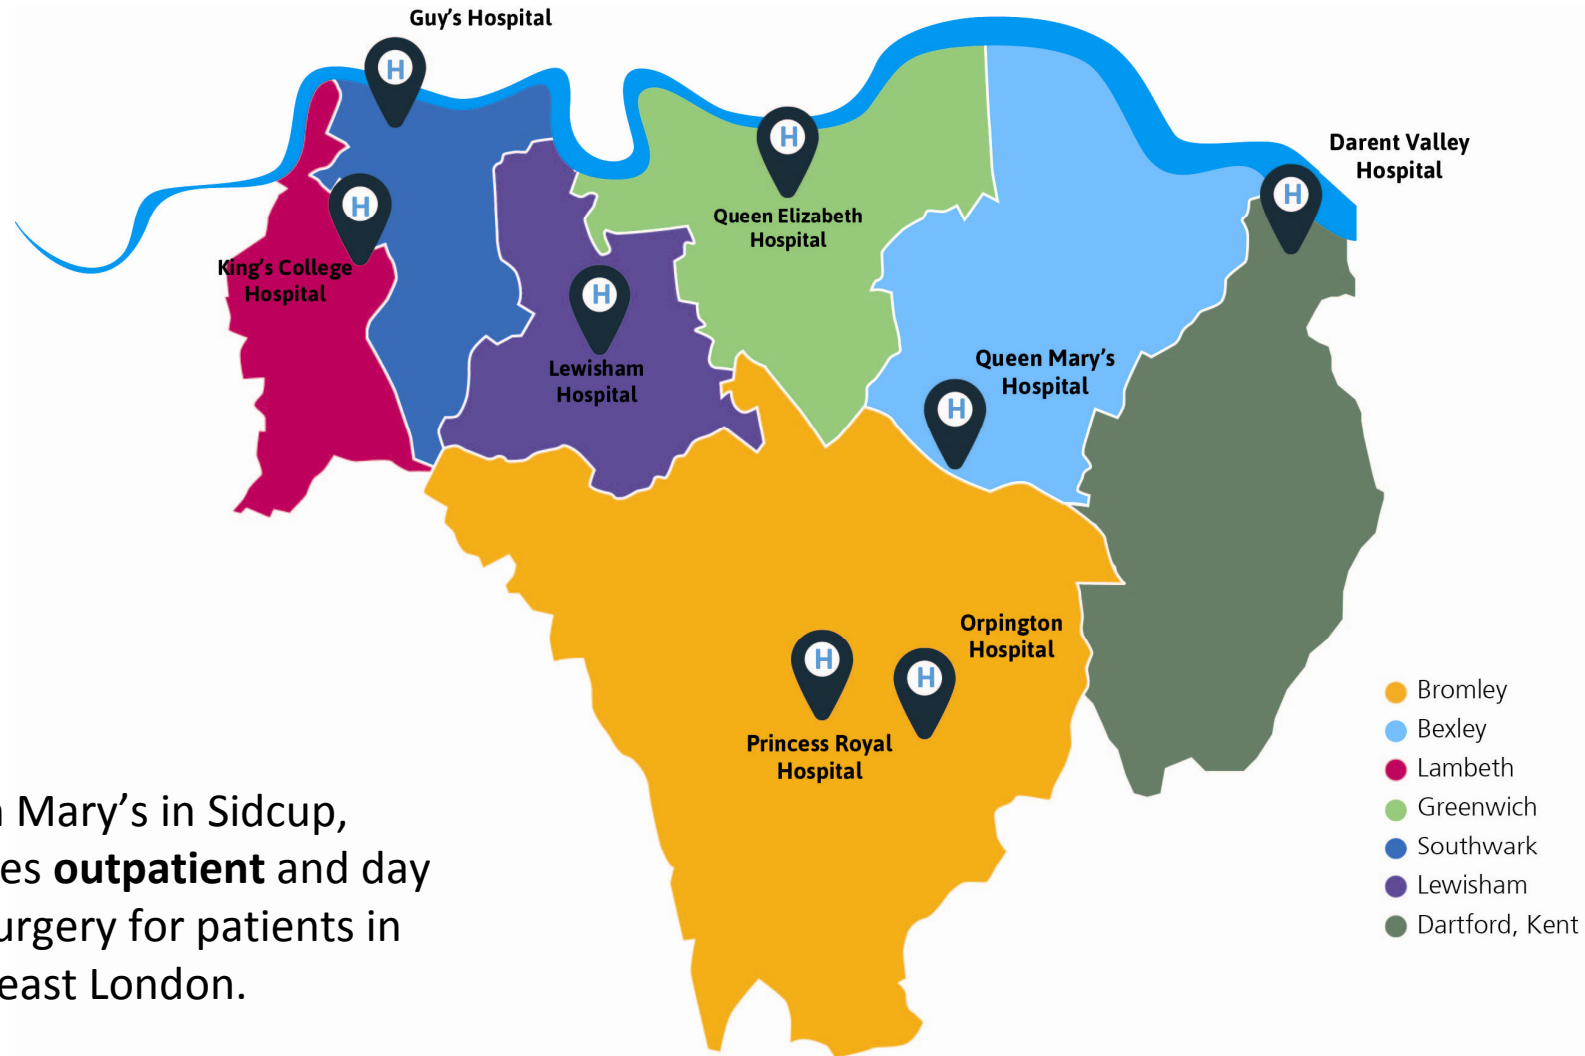 Guy's Hospital
H
H
Darent Valley
Hospital
H
H
Queen Elizabeth
Hospital
King's College
Hospital
H
Lewisham
Hospital
Queen Mary's
Hospital
H
Orpington
Hospital
H
H
Princess Royal
Hospital
Bromley
Bexley
Lambeth
Greenwich
Southwark
Lewisham
Dartford, Kent
Mary's in Sidcup,
outpatient and day
for patients in
east London.